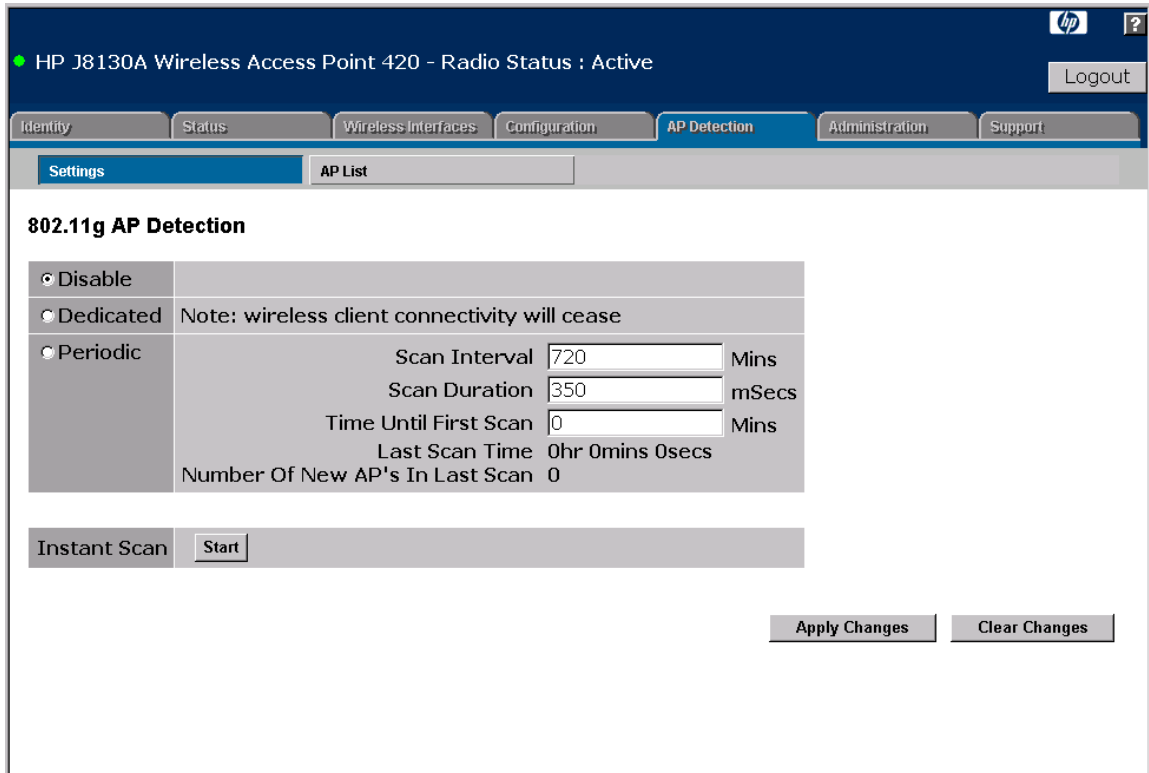 hp ?
HP J8130A Wireless Access Point 420 - Radio Status : Active
Logout
Identity Status Wireless Interfaces Configuration AP Detection Administration Support
Settings AP List
802.11g AP Detection
Disable
Dedicated Note: wireless client connectivity will cease
Periodic Scan Interval 720 Mins
Scan Duration 350 mSecs
Time Until First Scan 0 Mins
Last Scan Time 0hr 0mins 0secs
Number Of New AP's In Last Scan 0
Instant Scan Start
Apply Changes Clear Changes